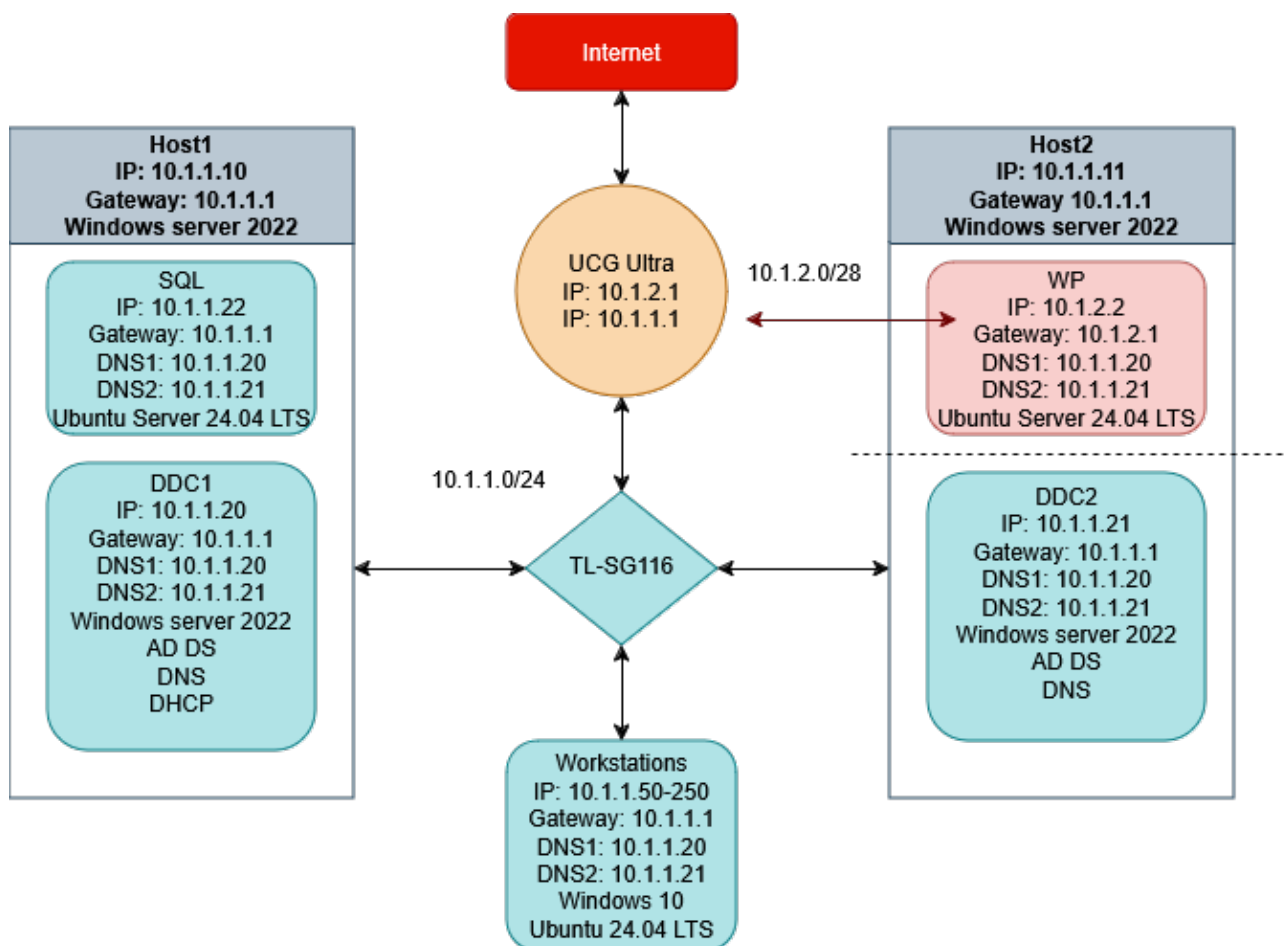 Internet
Host1
IP: 10.1.1.10
Gateway: 10.1.1.1
Windows server 2022
SQL
IP: 10.1.1.22
Gateway: 10.1.1.1
DNS1: 10.1.1.20
DNS2: 10.1.1.21
Ubuntu Server 24.04 LTS
DDC1
IP: 10.1.1.20
Gateway: 10.1.1.1
DNS1: 10.1.1.20
DNS2: 10.1.1.21
Windows server 2022
AD DS
DNS
DHCP
UCG Ultra
IP: 10.1.2.1
IP: 10.1.1.1
10.1.2.0/28
10.1.1.0/24
TL-SG116
Workstations
IP: 10.1.1.50-250
Gateway: 10.1.1.1
DNS1: 10.1.1.20
DNS2: 10.1.1.21
Windows 10
Ubuntu 24.04 LTS
Host2
IP: 10.1.1.11
Gateway 10.1.1.1
Windows server 2022
WP
IP: 10.1.2.2
Gateway: 10.1.2.1
DNS1: 10.1.1.20
DNS2: 10.1.1.21
Ubuntu Server 24.04 LTS
DDC2
IP: 10.1.1.21
Gateway: 10.1.1.1
DNS1: 10.1.1.20
DNS2: 10.1.1.21
Windows server 2022
AD DS
DNS